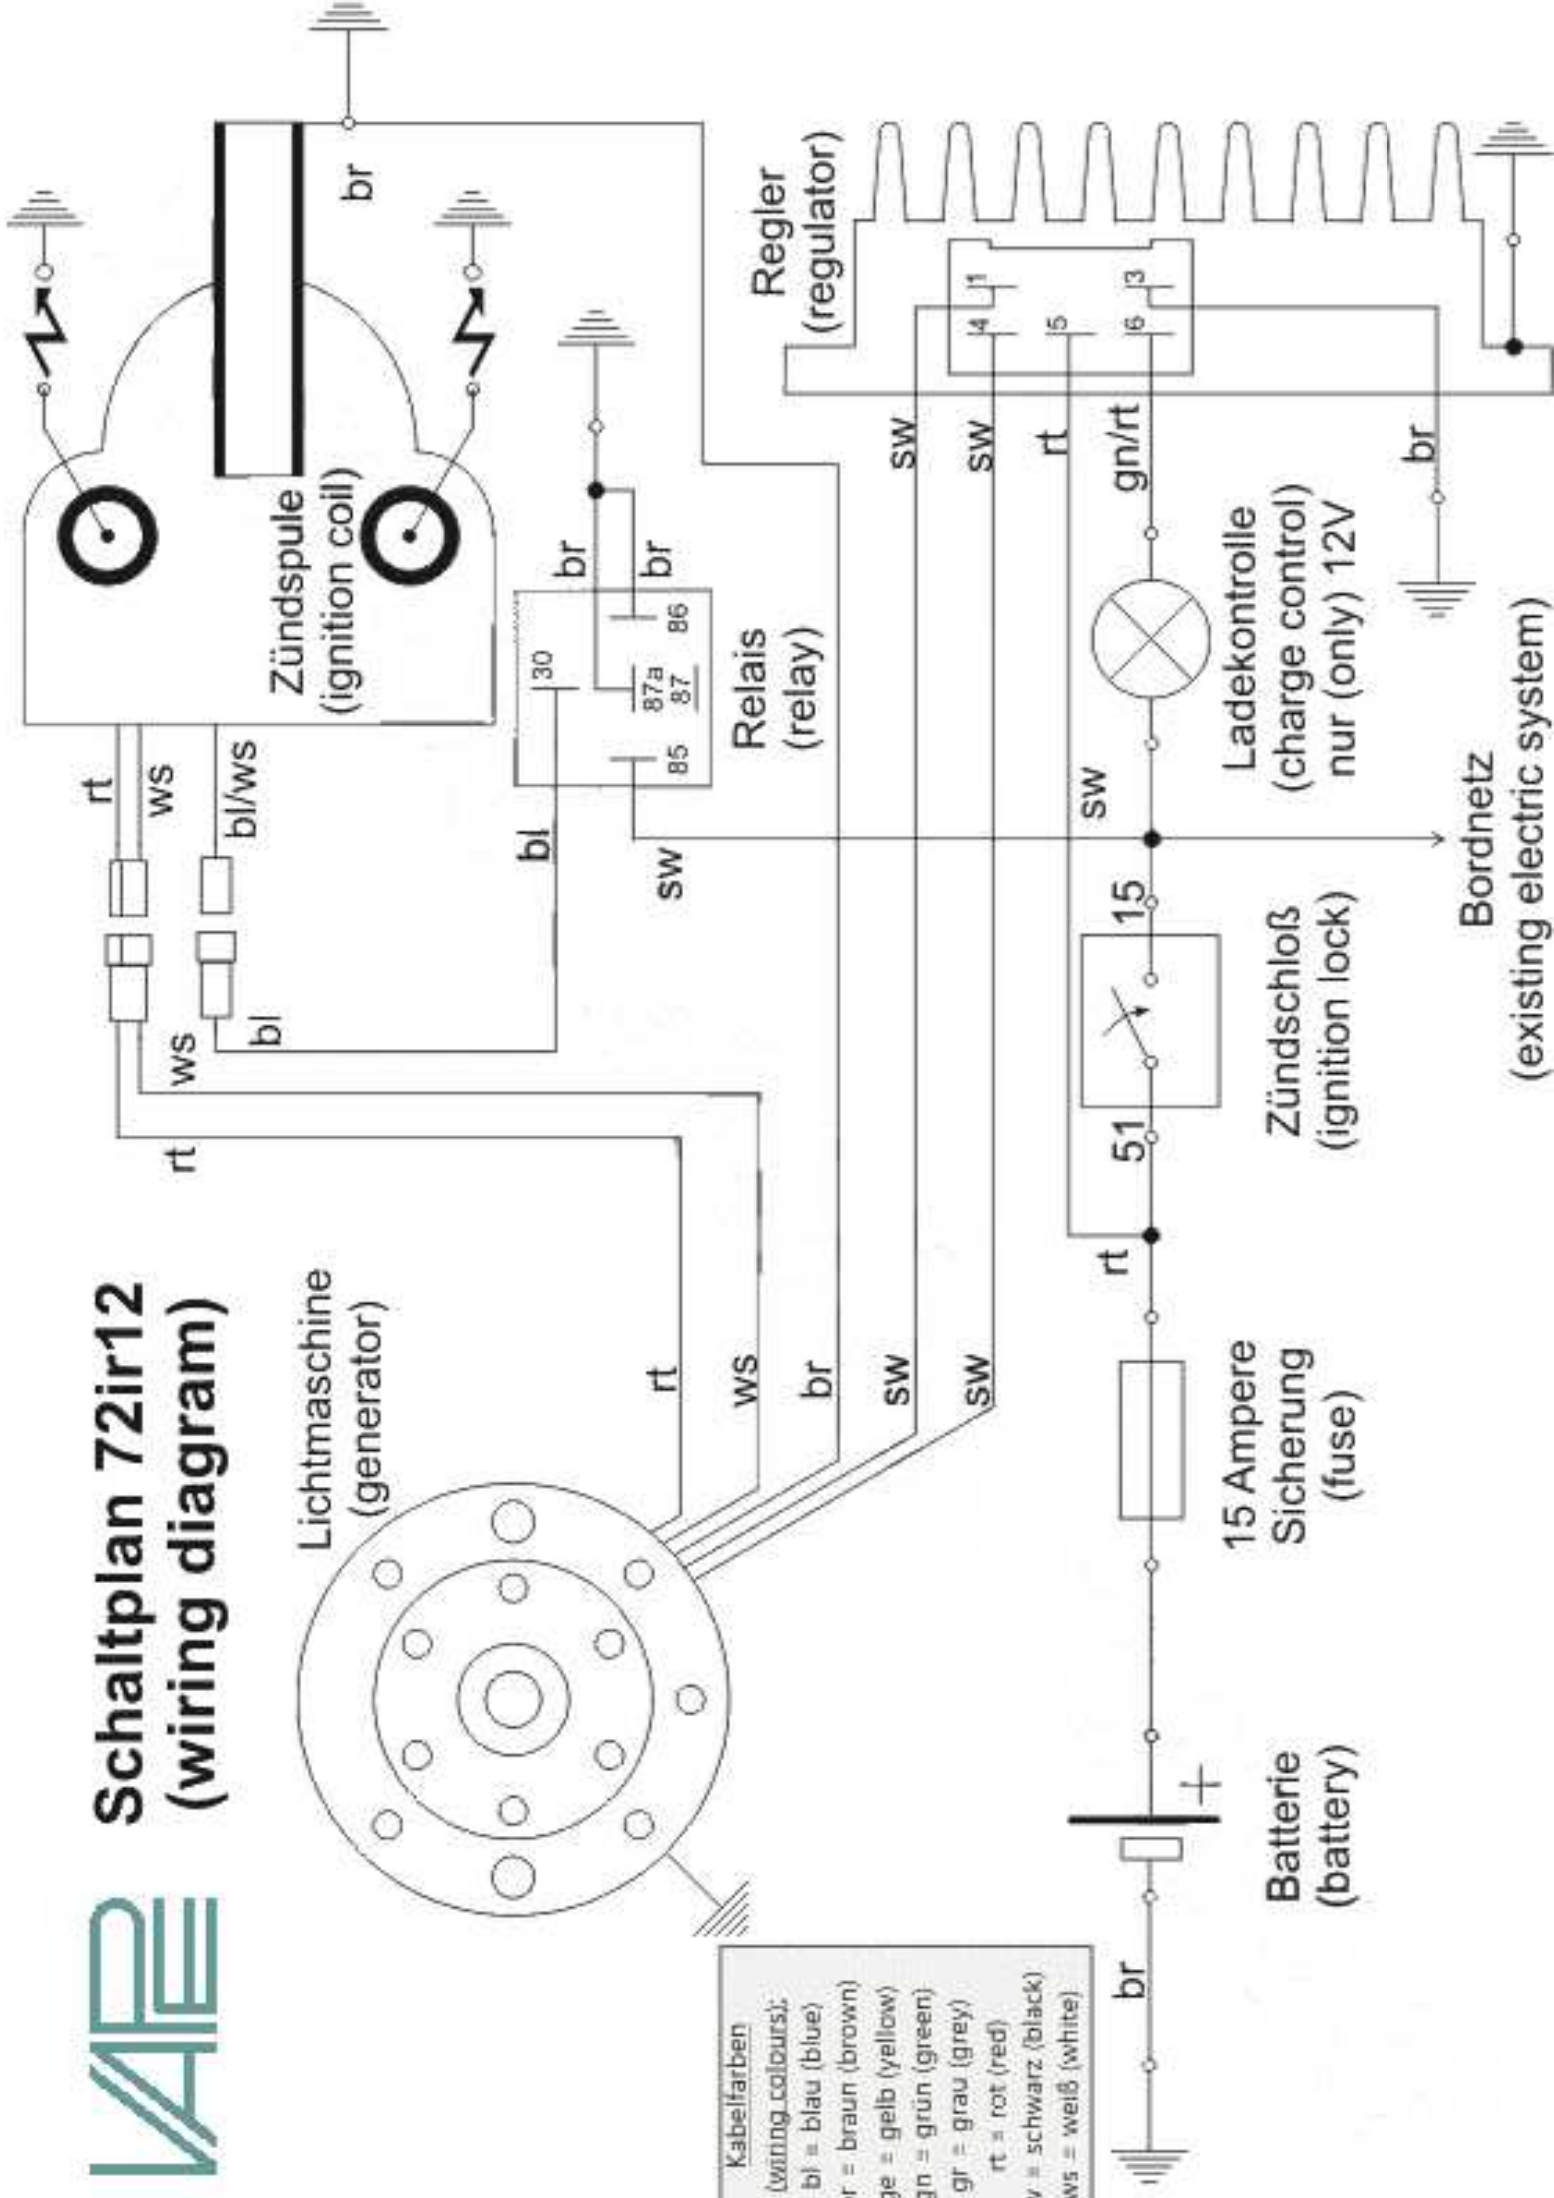 VAPE
Schaltplan 72ir12
(wiring diagram)
Lichtmaschine
(generator)
rt
ws
br
sw
sw
rt
ws
bl
rt
ws
bl/ws
Zündspule
(ignition coil)
br
bl
sw
30
87a
87
85
86
br
br
Relais
(relay)
Regler
(regulator)
1
4
5
6
3
sw
sw
rt
gn/rt
br
Ladekontrolle
(charge control)
nur (only) 12V
sw
15
51
Zündschloß
(ignition lock)
Bordnetz
(existing electric system)
rt
15 Ampere
Sicherung
(fuse)
+
Batterie
(battery)
br
Kabelfarben
(wiring colours):
bl = blau (blue)
r = braun (brown)
ge = gelb (yellow)
gn = grün (green)
gr = grau (grey)
rt = rot (red)
= schwarz (black)
ws = weiß (white)